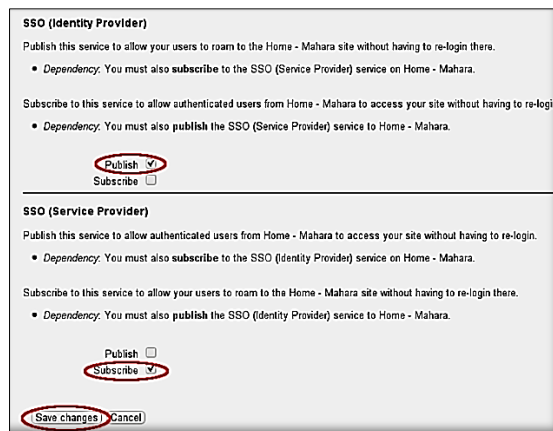 SSO (Identity Provider)
Publish this service to allow your users to roam to the Home - Mahara site without having to re-login there.
• Dependency: You must also subscribe to the SSO (Service Provider) service on Home - Mahara.
Subscribe to this service to allow authenticated users from Home - Mahara to access your site without having to re-logi
• Dependency: You must also publish the SSO (Service Provider) service to Home - Mahara.
Publish
Subscribe
SSO (Service Provider)
Publish this service to allow authenticated users from Home - Mahara to access your site without having to re-login.
• Dependency: You must also subscribe to the SSO (Identity Provider) service on Home - Mahara.
Subscribe to this service to allow your users to roam to the Home - Mahara site without having to re-login there.
• Dependency: You must also publish the SSO (Identity Provider) service to Home - Mahara.
Publish
Subscribe
Save changes Cancel